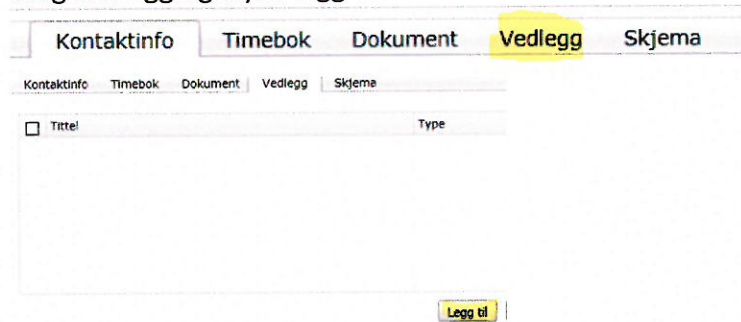 Kontaktinfo Timebok Dokument Vedlegg Skjema
Kontaktinfo Timebok Dokument Vedlegg Skjema
Tittel Type
Legg til